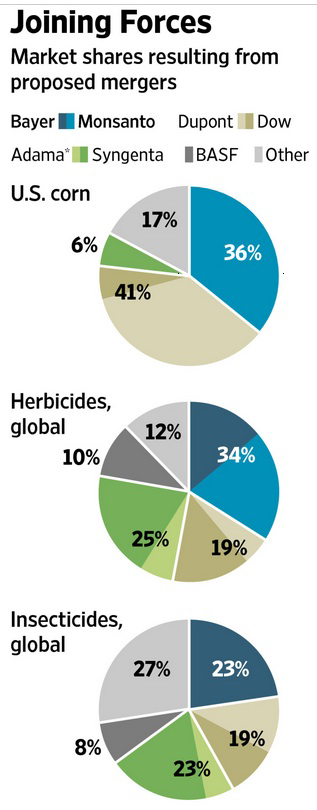 Joining Forces
Market shares resulting from
proposed mergers
Bayer Monsanto Dupont Dow
Adama* Syngenta BASF Other
U.S. corn
17%
6%
36%
41%
Herbicides,
global
12%
10%
34%
25%
19%
Insecticides,
global
27%
23%
8%
19%
23%